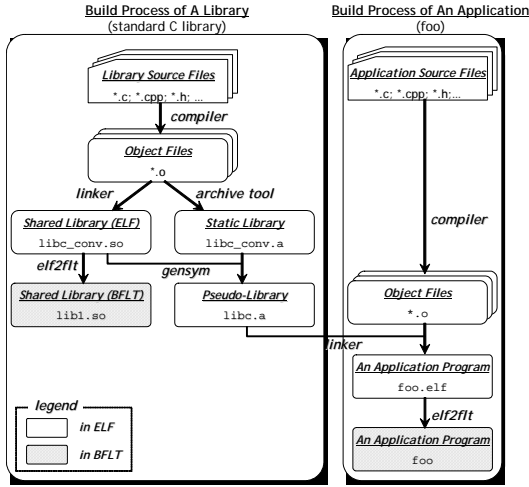 Build Process of A Library
(standard C library)
Library Source Files
*.c; *.cpp; *.h; ...
compiler
Object Files
*.o
linker
archive tool
Shared Library (ELF)
libc_conv.so
Static Library
libc_conv.a
elf2flt
gensym
Shared Library (BFLT)
lib1.so
Pseudo-Library
libc.a
legend
in ELF
in BFLT
Build Process of An Application
(foo)
Application Source Files
*.c; *.cpp; *.h;...
compiler
Object Files
*.o
linker
An Application Program
foo.elf
elf2flt
An Application Program
foo